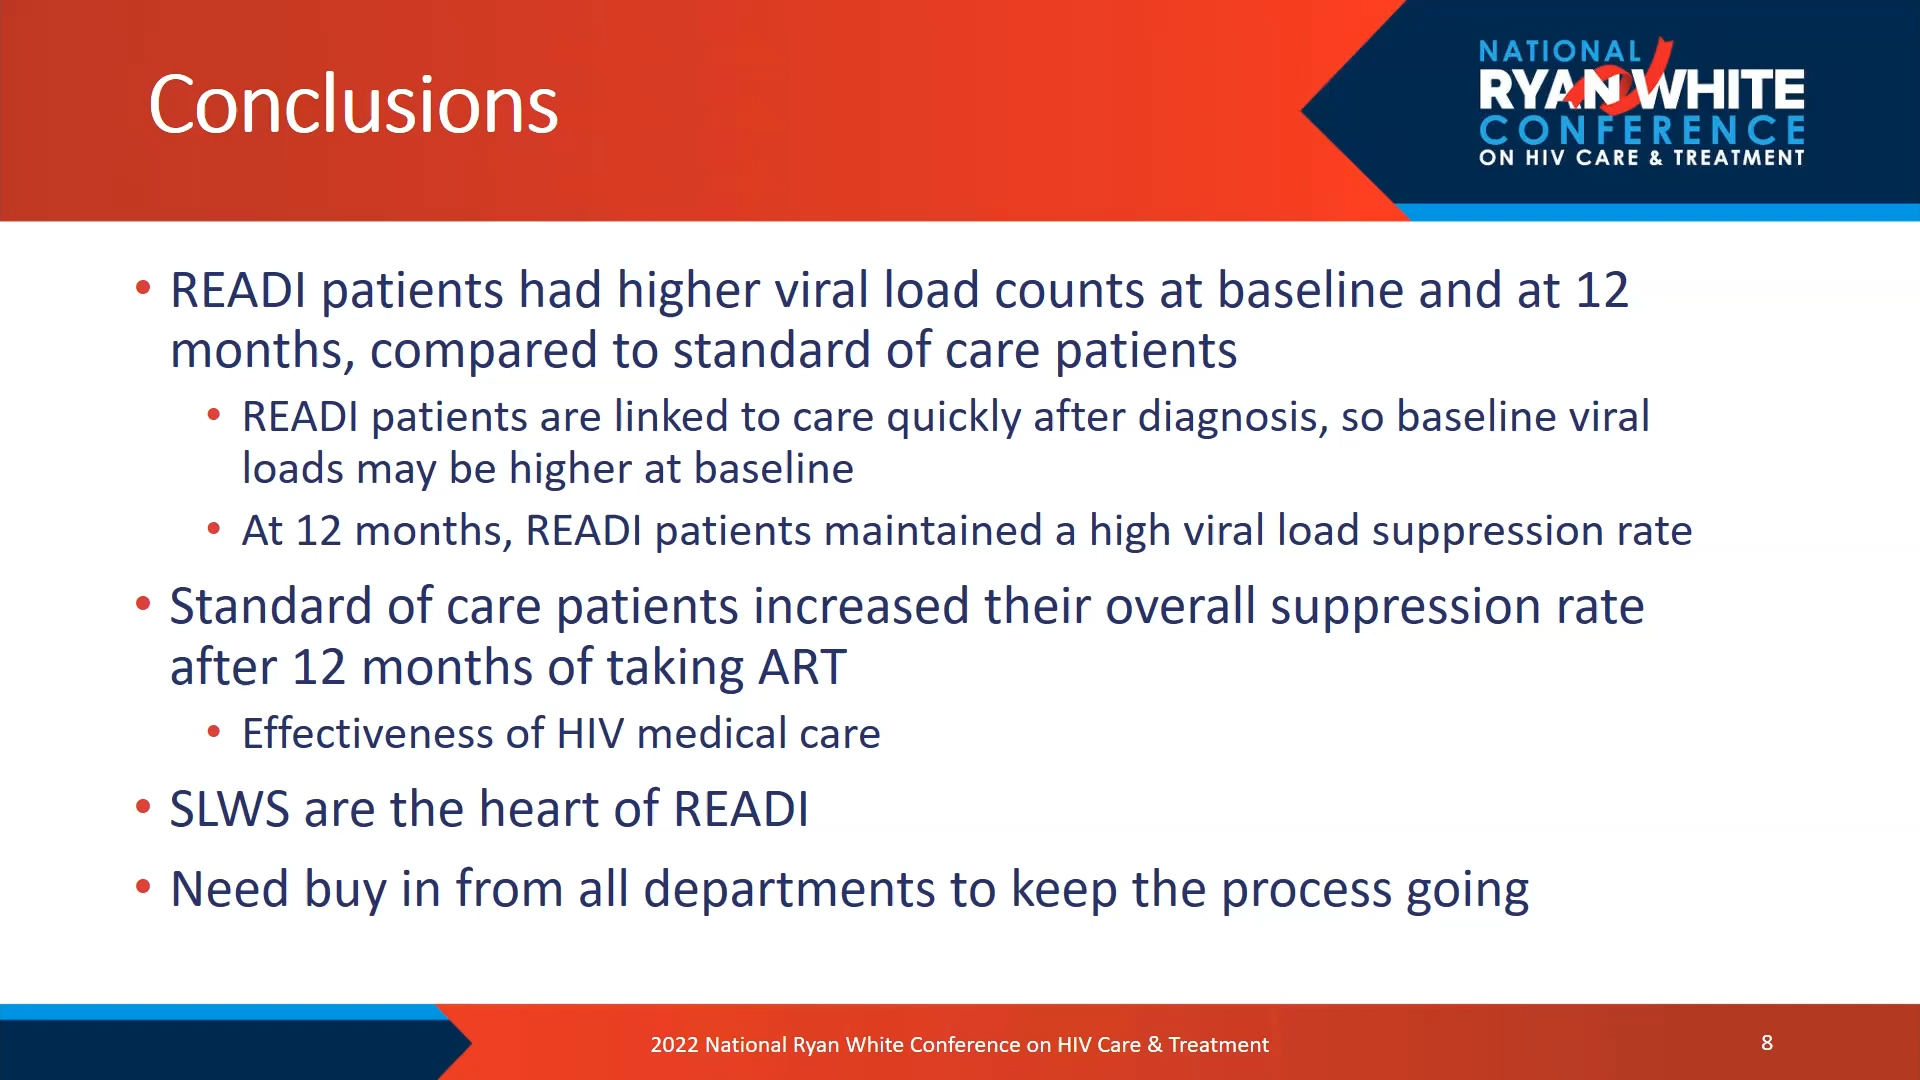 Conclusions
NATIONAL
RYAN WHITE
CONFERENCE
ON HIV CARE & TREATMENT
• READI patients had higher viral load counts at baseline and at 12
months, compared to standard of care patients
• READI patients are linked to care quickly after diagnosis, so baseline viral
loads may be higher at baseline
• At 12 months, READI patients maintained a high viral load suppression rate
• Standard of care patients increased their overall suppression rate
after 12 months of taking ART
• Effectiveness of HIV medical care
• SLWS are the heart of READI
• Need buy in from all departments to keep the process going
2022 National Ryan White Conference on HIV Care & Treatment
8